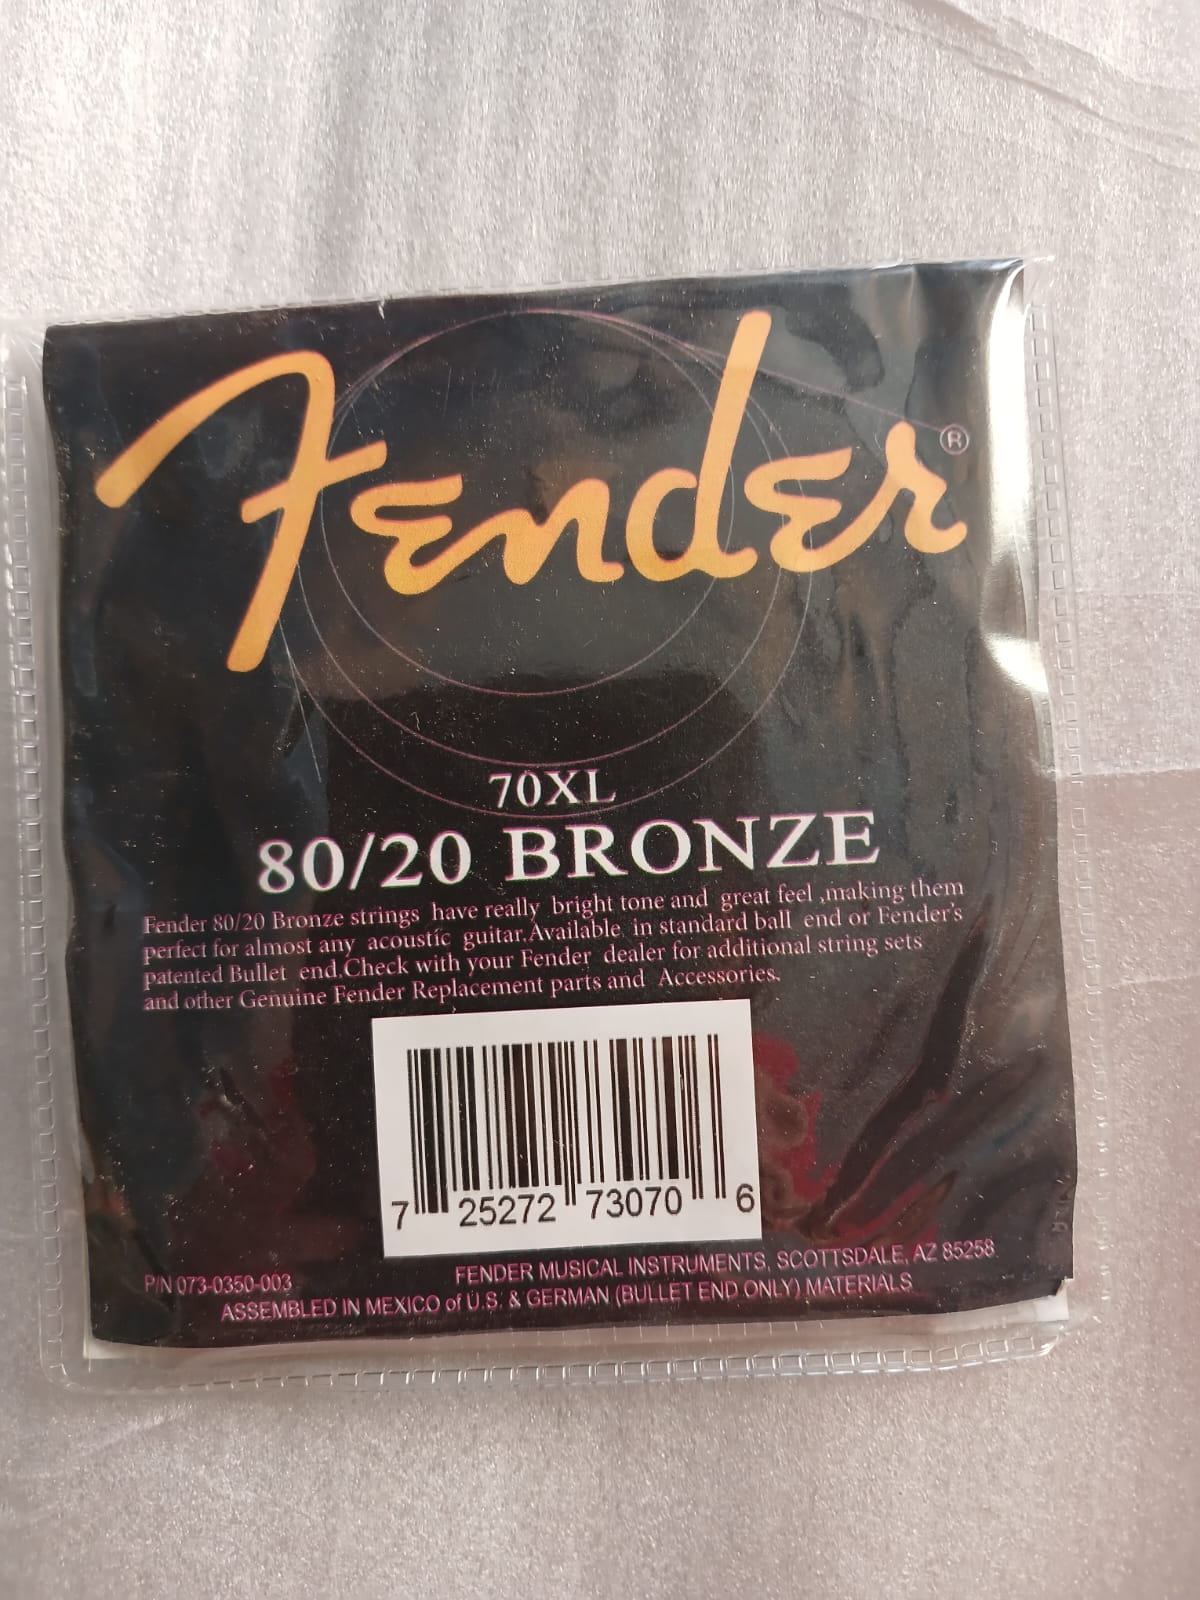 Fender®
70XL
80/20 BRONZE
Fender 80/20 Bronze strings have really bright tone and great feel ,making them
perfect for almost any acoustic guitar.Available in standard ball end or Fender's
patented Bullet end.Check with your Fender dealer for additional string sets
and other Genuine Fender Replacement parts and Accessories.
7 25272 73070 6
P/N 073-0350-003
FENDER MUSICAL INSTRUMENTS, SCOTTSDALE, AZ 85258
ASSEMBLED IN MEXICO of U.S. & GERMAN (BULLET END ONLY) MATERIALS